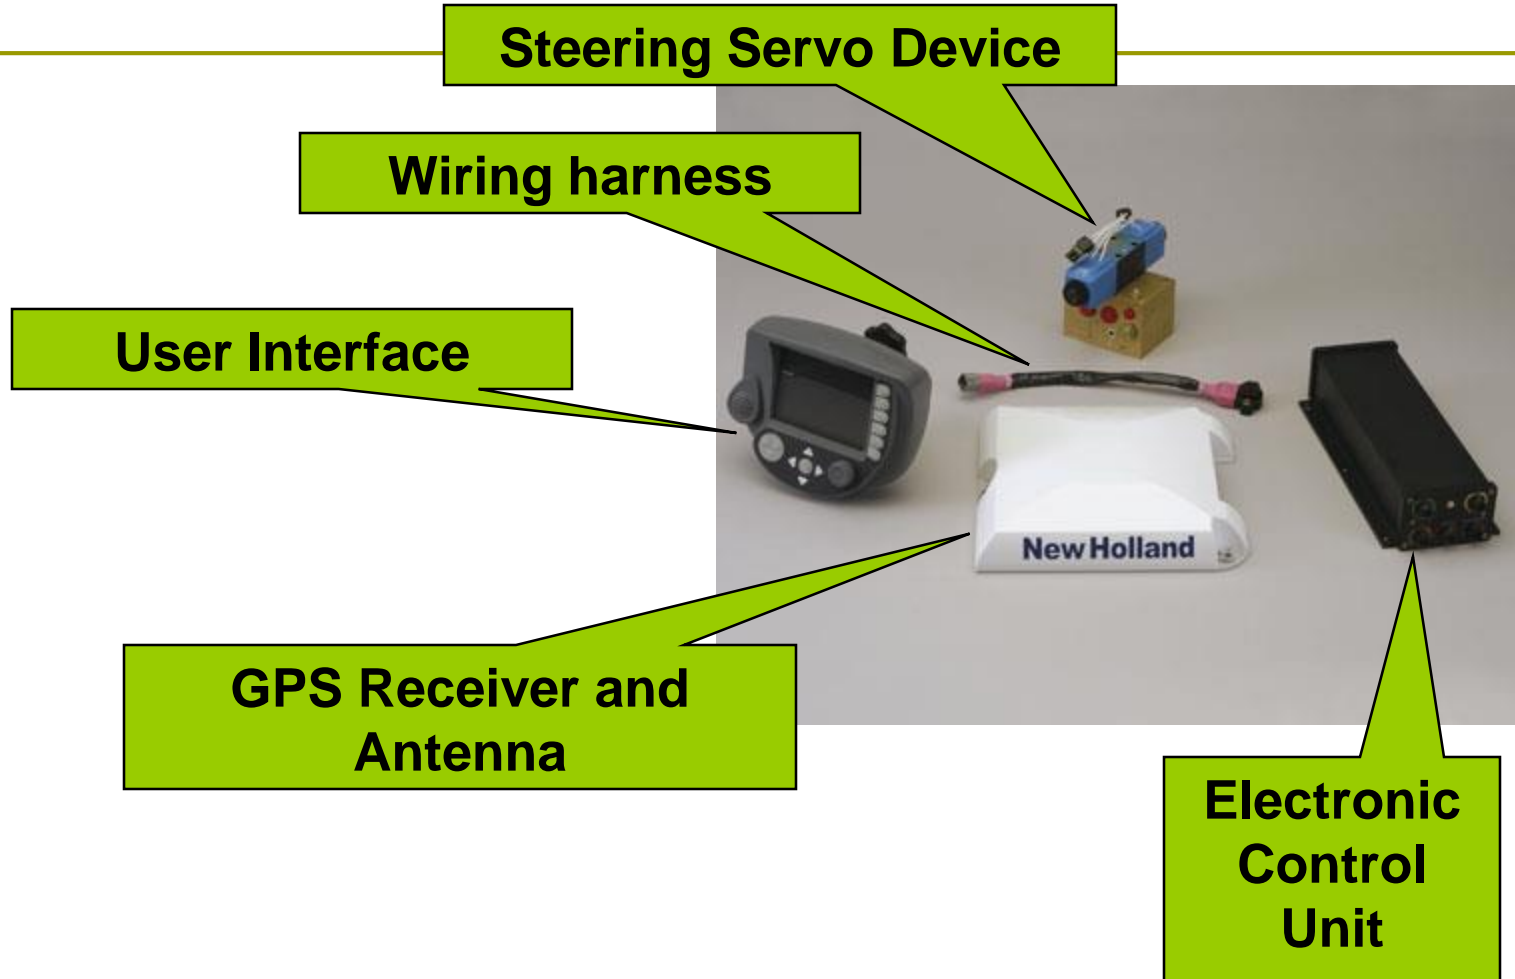 Steering Servo Device
Wiring harness
User Interface
New Holland
GPS Receiver and
Antenna
Electronic
Control
Unit